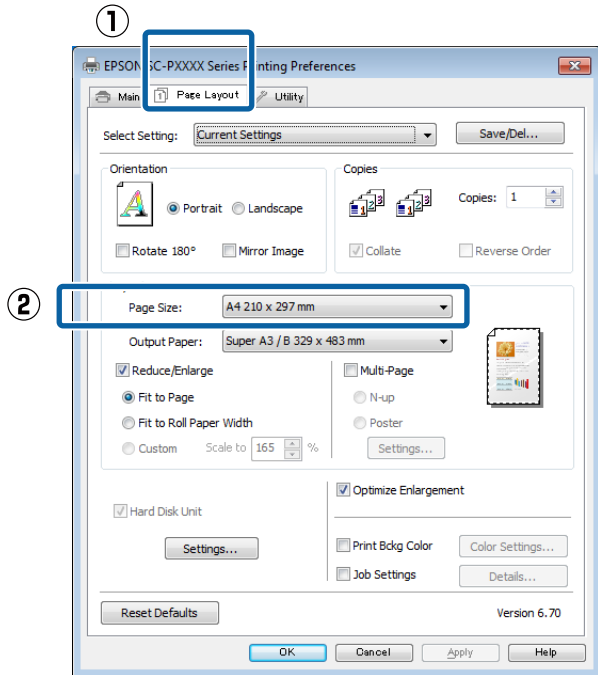 ①
EPSON SC-PXXXX Series Printing Preferences
Main Page Layout Utility
Select Setting: Current Settings Save/Del...
Orientation Copies
Portrait Landscape Copies: 1
Rotate 180° Mirror Image Collate Reverse Order
②
Page Size: A4 210 x 297 mm
Output Paper: Super A3 / B 329 x 483 mm
Reduce/Enlarge Multi-Page
Fit to Page N-up
Fit to Roll Paper Width Poster
Custom Scale to 165 % Settings...
Optimize Enlargement
Hard Disk Unit
Settings... Print Bckg Color Color Settings...
Job Settings Details...
Reset Defaults Version 6.70
OK Cancel Apply Help